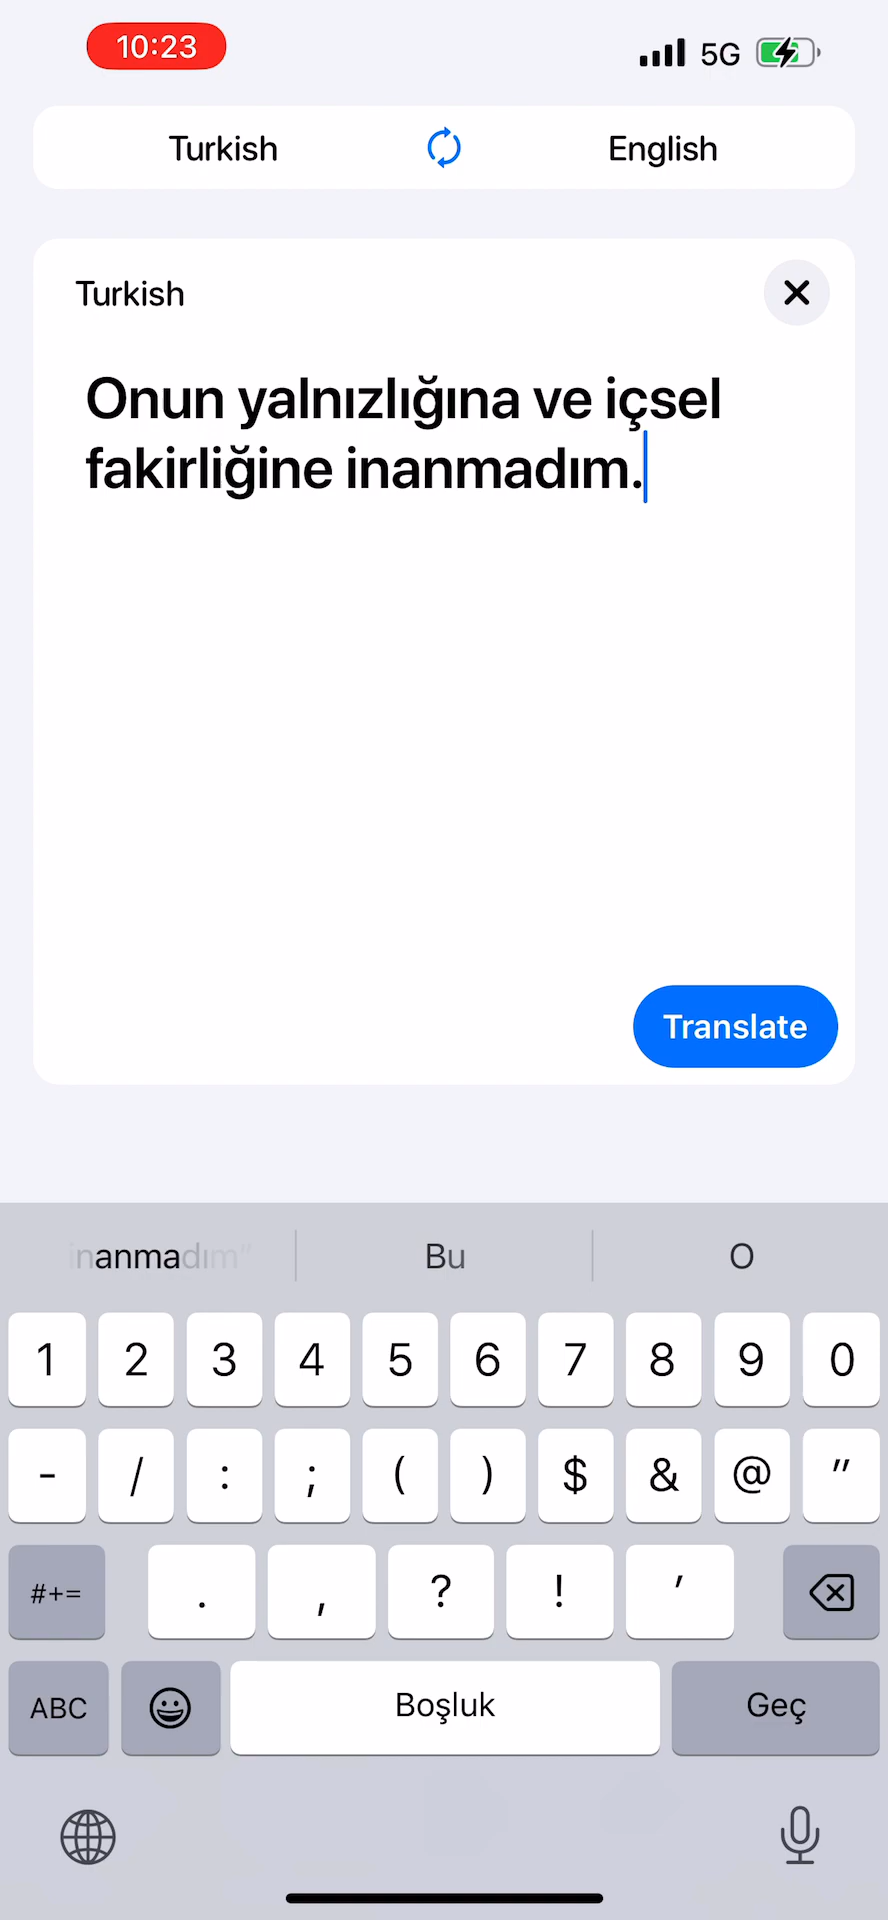 10:23
5G
Turkish English
Turkish
Onun yalnızlığına ve içsel
fakirliğine inanmadım.
Translate
inanmadım" Bu O
1 2 3 4 5 6 7 8 9 0
- / : ; ( ) $ & @ "
#+= . , ? ! '
ABC Boşluk Geç